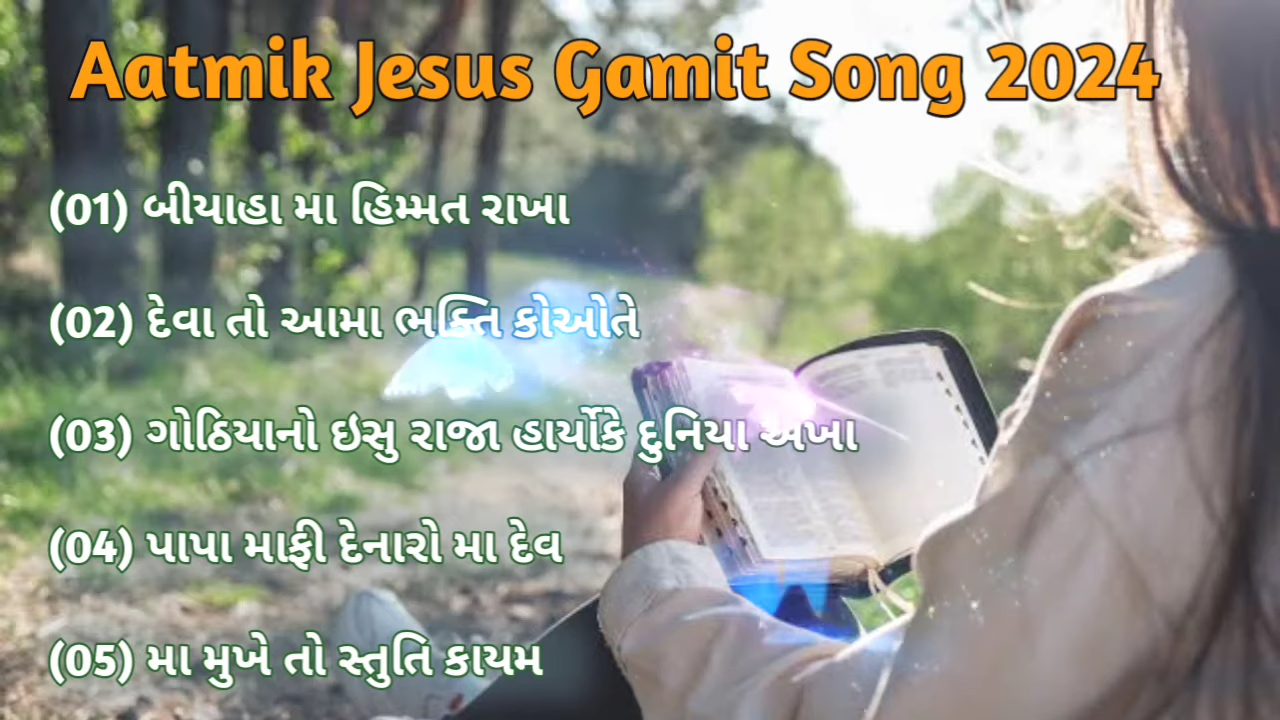 Aatmik Jesus Gamit Song 2024
(01) બીયાહા મા હિમ્મત રાખા
(02) દેવા તો આમા ભક્તિ કોઓતે
(03) ગોઠિયાનો ઇસુ રાજા હાર્યોકે દુનિયા અખા
(04) પાપા માફી દેનારો મા દેવ
(05) મા મુખે તો સ્તુતિ કાયમ